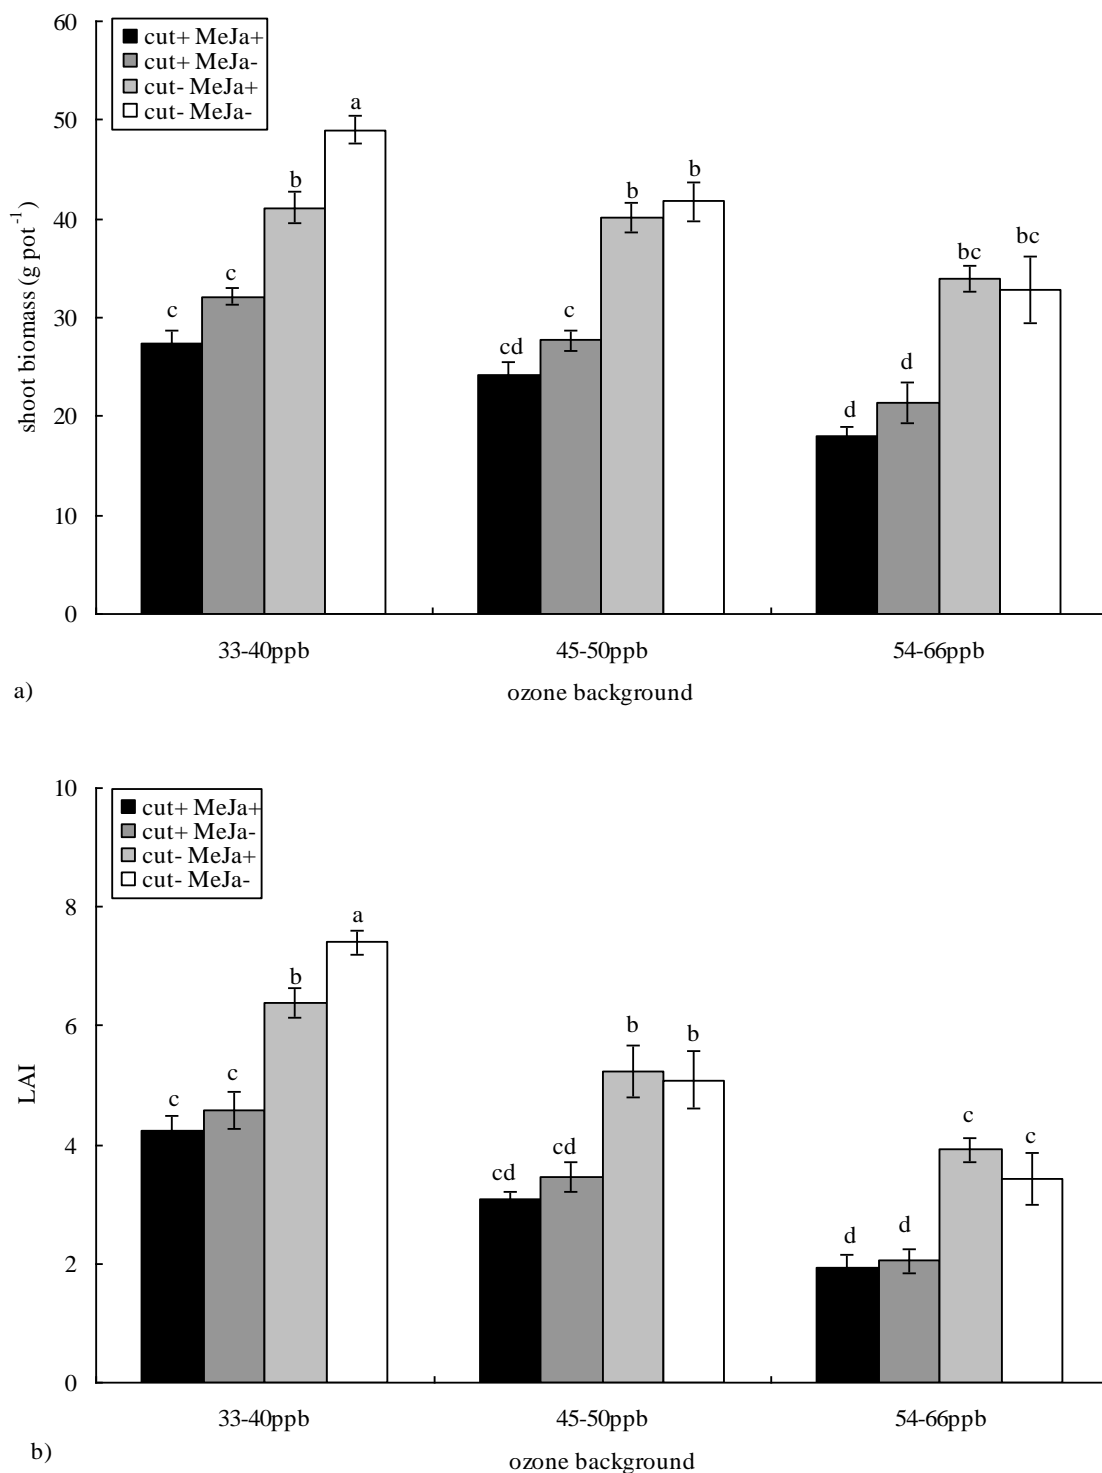 60
50
40
30
20
10
0
shoot biomass (g pot⁻¹)
cut+ MeJa+
cut+ MeJa-
cut- MeJa+
cut- MeJa-
c
c
b
a
cd
c
b
b
d
d
bc
bc
33-40ppb 45-50ppb 54-66ppb
a)
ozone background
10
8
6
4
2
0
LAI
cut+ MeJa+
cut+ MeJa-
cut- MeJa+
cut- MeJa-
c
c
b
a
cd
cd
b
b
d
d
c
c
33-40ppb 45-50ppb 54-66ppb
b)
ozone background